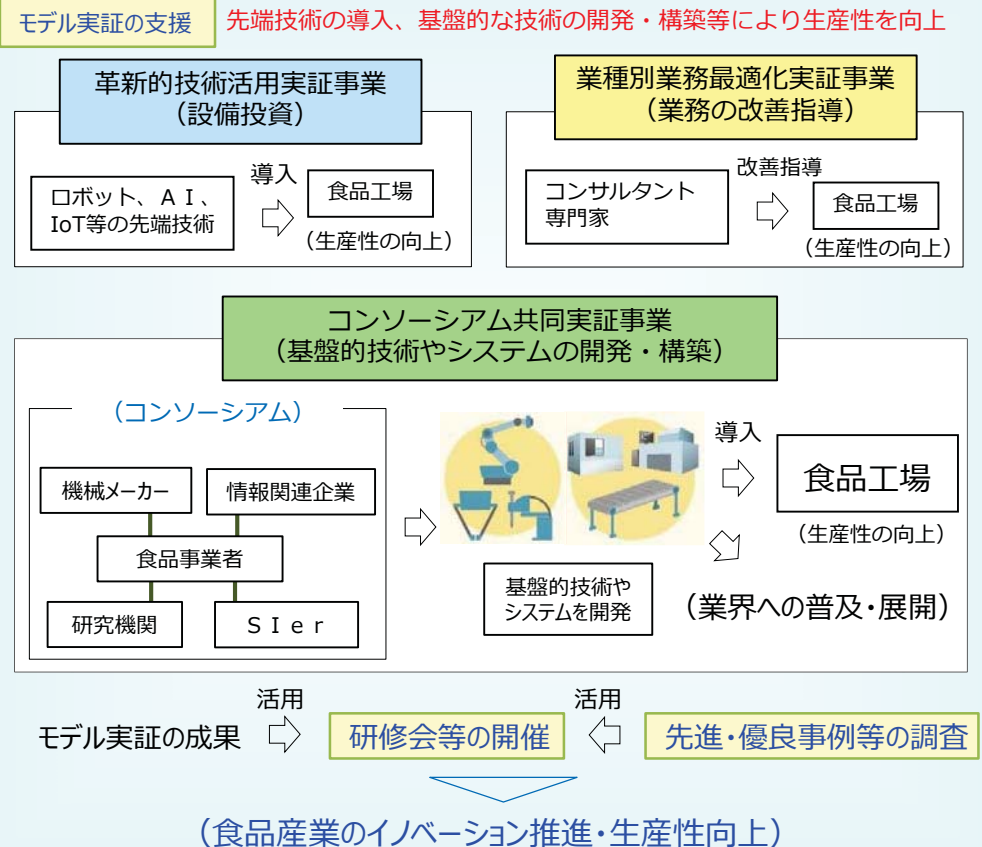 モデル実証の支援
先端技術の導入、基盤的な技術の開発・構築等により生産性を向上
革新的技術活用実証事業
（設備投資）
ロボット、ＡＩ、
IoT等の先端技術
導入
食品工場
（生産性の向上）
業種別業務最適化実証事業
（業務の改善指導）
コンサルタント
専門家
改善指導
食品工場
（生産性の向上）
コンソーシアム共同実証事業
（基盤的技術やシステムの開発・構築）
（コンソーシアム）
機械メーカー
情報関連企業
食品事業者
研究機関
ＳＩｅｒ
基盤的技術や
システムを開発
導入
食品工場
（生産性の向上）
（業界への普及・展開）
モデル実証の成果
活用
研修会等の開催
活用
先進・優良事例等の調査
（食品産業のイノベーション推進・生産性向上）